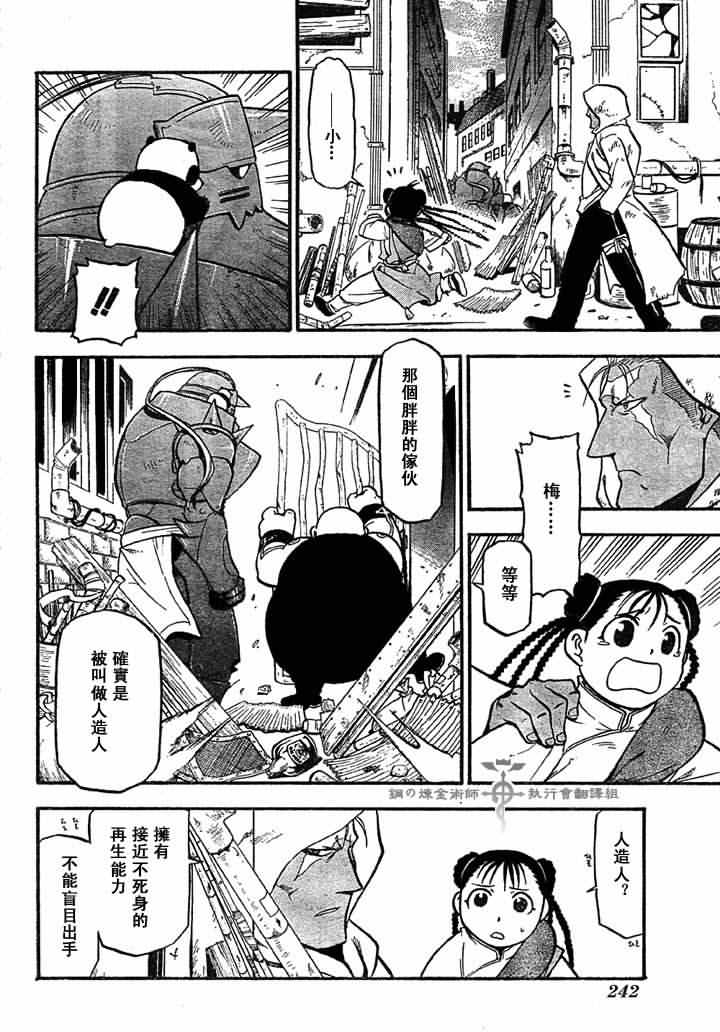 小…
!!
梅……
等等
那個胖胖的傢伙
確實是
被叫做人造人
鋼の煉金術師
執行會翻譯組
人造人?
擁有
接近不死身的
再生能力
不能盲目出手
242